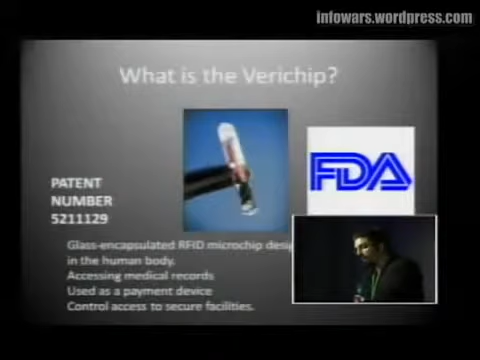 infowars.wordpress.com
What is the Verichip?
FDA
PATENT
NUMBER
5211129
Glass-encapsulated RFID microchip
in the human body.
Accessing medical records
Used as a payment device
Control access to secure facilities.